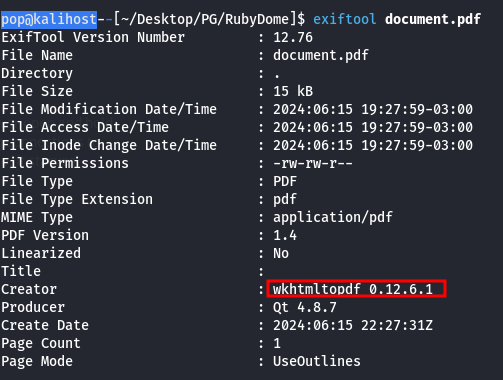 pop@kalihost--[~/Desktop/PG/RubyDome]$ exiftool document.pdf
ExifTool Version Number : 12.76
File Name : document.pdf
Directory : .
File Size : 15 kB
File Modification Date/Time : 2024:06:15 19:27:59-03:00
File Access Date/Time : 2024:06:15 19:27:59-03:00
File Inode Change Date/Time : 2024:06:15 19:27:59-03:00
File Permissions : -rw-rw-r--
File Type : PDF
File Type Extension : pdf
MIME Type : application/pdf
PDF Version : 1.4
Linearized : No
Title :
Creator : wkhtmltopdf 0.12.6.1
Producer : Qt 4.8.7
Create Date : 2024:06:15 22:27:31Z
Page Count : 1
Page Mode : UseOutlines